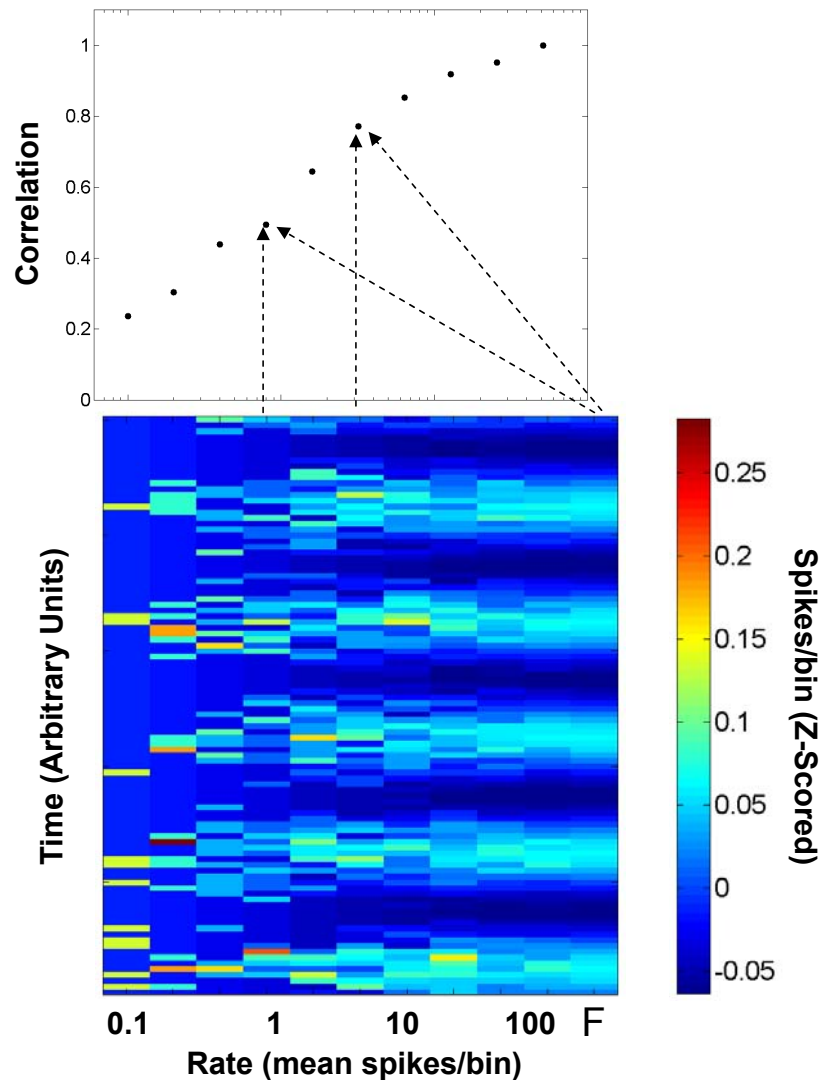 Correlation
1
0.8
0.6
0.4
0.2
0
Time (Arbitrary Units)
0.1 1 10 100 F
Rate (mean spikes/bin)
0.25
0.2
0.15
0.1
0.05
0
-0.05
Spikes/bin (Z-Scored)